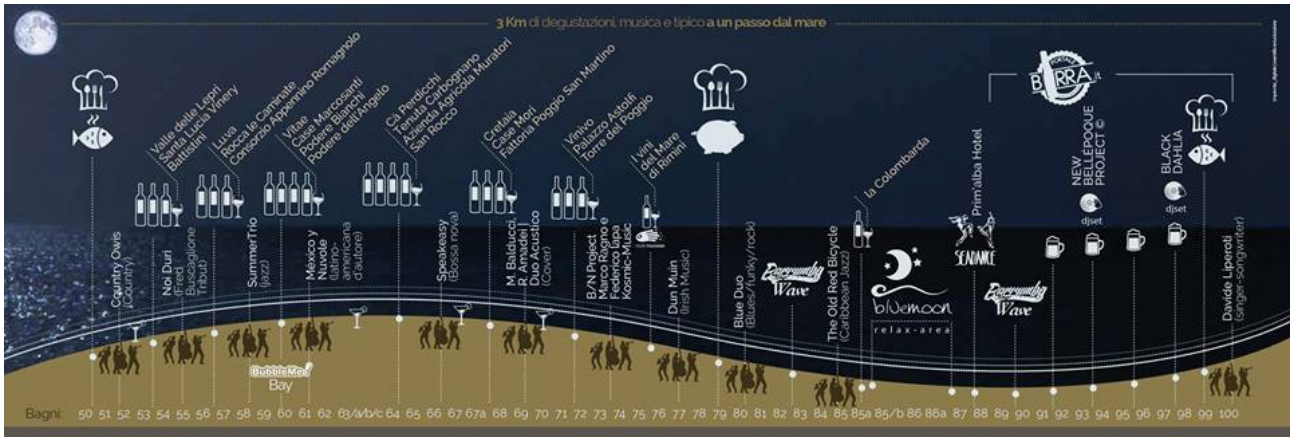 3 Km di degustazioni, musica e tipico a un passo dal mare
Valle delle Lepri
Santa Lucia Vinery
Battistini
Luva
Rocca le Caminate
Consorzio Appennino Romagnolo
Vitae
Case Marcosanti
Podere Bianchi
Podere dell'Angelo
Cà Perdicchi
Tenuta Carbognano
Azienda Agricola Muratori
San Rocco
Cretaia
Case Mori
Fattoria Poggio San Martino
Vinivo
Palazzo Astolfi
Torre del Poggio
I vini
del Mare
di Rimini
la Colombarda
Prim'alba Hotel
PORTALE
BIRRA.it
NEW
BELLÉPOQUE
PROJECT ©
djset
BLACK
DAHLIA
djset
Country Owls
(Country)
Noi Duri
(Fred
Buscaglione
Tribut)
SummerTrio
(jazz)
Mexico y
Nuvole
(latino-
americana
d'autore)
Speakeasy
(Bossa nova)
M. Balducci,
R. Amadei |
Duo Acustico
(Cover)
B/N Project
Marco Rosignoli e
Federico Iapa
Kosmic-Music
Dun Muin
(Irish Music)
Blue Duo
(Blues/funky/rock)
Barrumba
Wave
The Old Red Bicycle
(Caribbean Jazz)
bluemoon
relax-area
SEADANCE
Barrumba
Wave
Davide Liperoti
(singer-songwriter)
BubbleMe!
Bay
Bagni: 50 51 52 53 54 55 56 57 58 59 60 61 62 63/a/b/c 64 65 66 67 67a 68 69 70 71 72 73 74 75 76 77 78 79 80 81 82 83 84 85 85a 85/b 86 86a 87 88 89 90 91 92 93 94 95 96 97 98 99 100